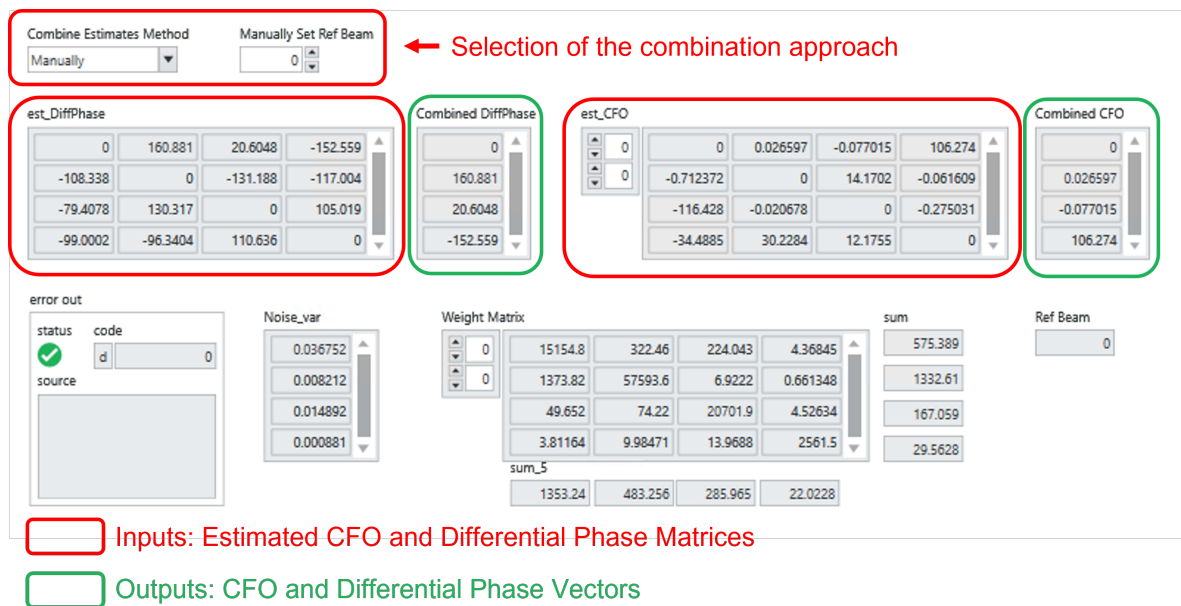 Combine Estimates Method Manually Set Ref Beam
Manually 0
Selection of the combination approach
est_DiffPhase Combined DiffPhase est_CFO Combined CFO
0 160.881 20.6048 -152.559 0 0 0 0.026597 -0.077015 106.274 0
-108.338 0 -131.188 -117.004 160.881 0 -0.712372 0 14.1702 -0.061609 0.026597
-79.4078 130.317 0 105.019 20.6048 -116.428 -0.020678 0 -0.275031 -0.077015
-99.0002 -96.3404 110.636 0 -152.559 -34.4885 30.2284 12.1755 0 106.274
error out
status code
d 0
source
Noise_var
0.036752
0.008212
0.014892
0.000881
Weight Matrix
0 15154.8 322.46 224.043 4.36845
0 1373.82 57593.6 6.9222 0.661348
49.652 74.22 20701.9 4.52634
3.81164 9.98471 13.9688 2561.5
sum
575.389
1332.61
167.059
29.5628
Ref Beam
0
sum_5
1353.24 483.256 285.965 22.0228
Inputs: Estimated CFO and Differential Phase Matrices
Outputs: CFO and Differential Phase Vectors